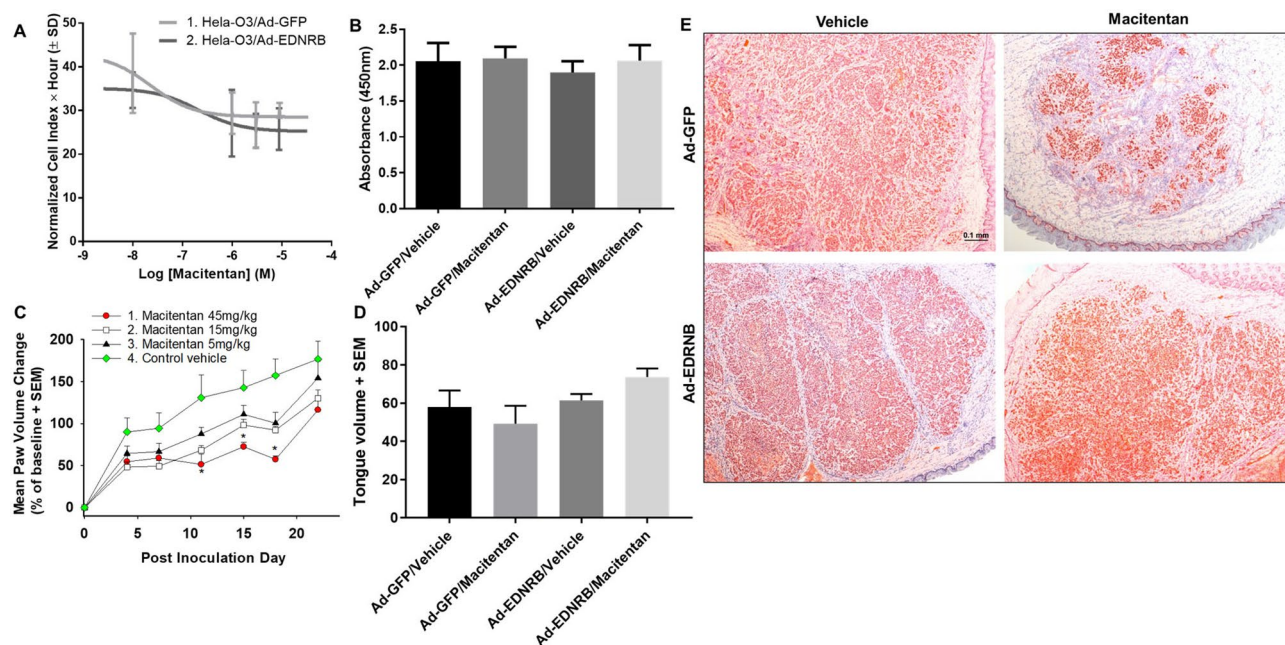 A
1. Hela-O3/Ad-GFP
2. Hela-O3/Ad-EDNRB
Normalized Cell Index × Hour (± SD)
50
40
30
20
10
0
-9
-8
-7
-6
-5
-4
Log [Macitentan] (M)
B
Absorbance (450nm)
2.5
2.0
1.5
1.0
0.5
0.0
Ad-GFP/Vehicle
Ad-GFP/Macitentan
Ad-EDNRB/Vehicle
Ad-EDNRB/Macitentan
C
1. Macitentan 45mg/kg
2. Macitentan 15mg/kg
3. Macitentan 5mg/kg
4. Control vehicle
Mean Paw Volume Change
(% of baseline + SEM)
200
150
100
50
0
*
*
*
0
5
10
15
20
Post Inoculation Day
D
Tongue volume + SEM
100
80
60
40
20
0
Ad-GFP/Vehicle
Ad-GFP/Macitentan
Ad-EDNRB/Vehicle
Ad-EDNRB/Macitentan
E
Vehicle
Macitentan
Ad-GFP
0.1 mm
Ad-EDRNB